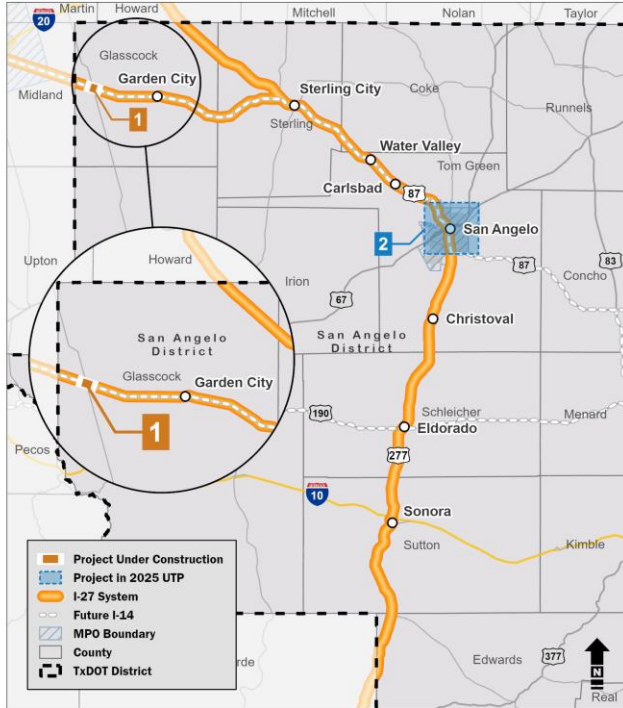 Martin
Howard
Mitchell
Nolan
Taylor
20
Glasscock
Garden City
Midland
1
Sterling City
Sterling
Coke
Runnels
Water Valley
Tom Green
Carlsbad
87
San Angelo
2
Upton
Howard
Irion
67
87
Concho
83
San Angelo
District
San Angelo
District
Christoval
Glasscock
Garden City
1
190
Schleicher
Menard
Eldorado
Pecos
277
10
Sonora
Sutton
Kimble
Project Under Construction
Project in 2025 UTP
I-27 System
Future I-14
MPO Boundary
County
TxDOT District
rde
Edwards
377
Real
N